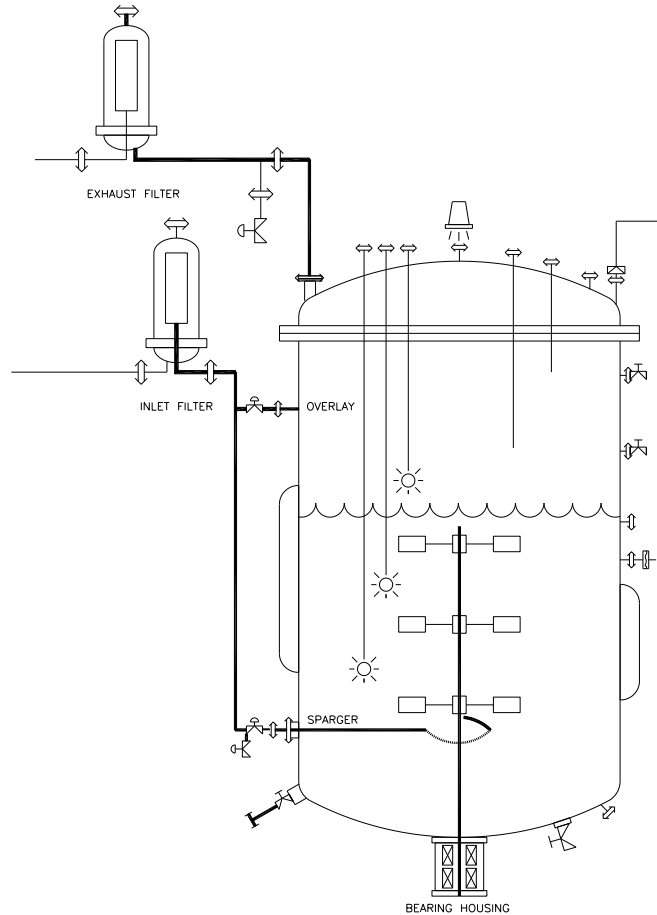 EXHAUST FILTER
INLET FILTER
OVERLAY
SPARGER
BEARING HOUSING